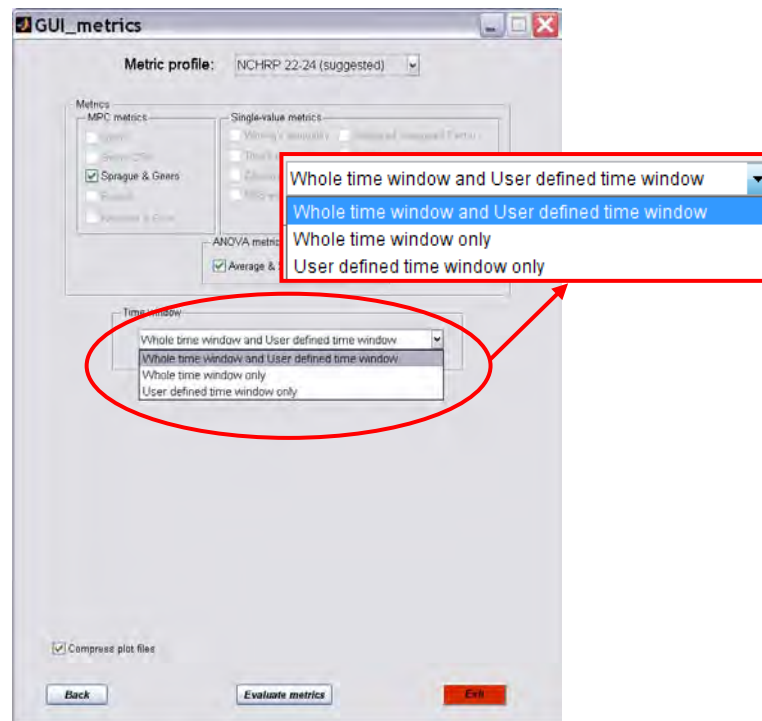 GUI_metrics
Metric profile: NCHRP 22-24 (suggested)
Metrics
MPC metrics
Single-value metrics
Sprague & Geers
ANOVA metric
Average &
Whole time window and User defined time window
Whole time window and User defined time window
Whole time window only
User defined time window only
Time window
Whole time window and User defined time window
Whole time window and User defined time window
Whole time window only
User defined time window only
Compress plot files
Back
Evaluate metrics
Exit